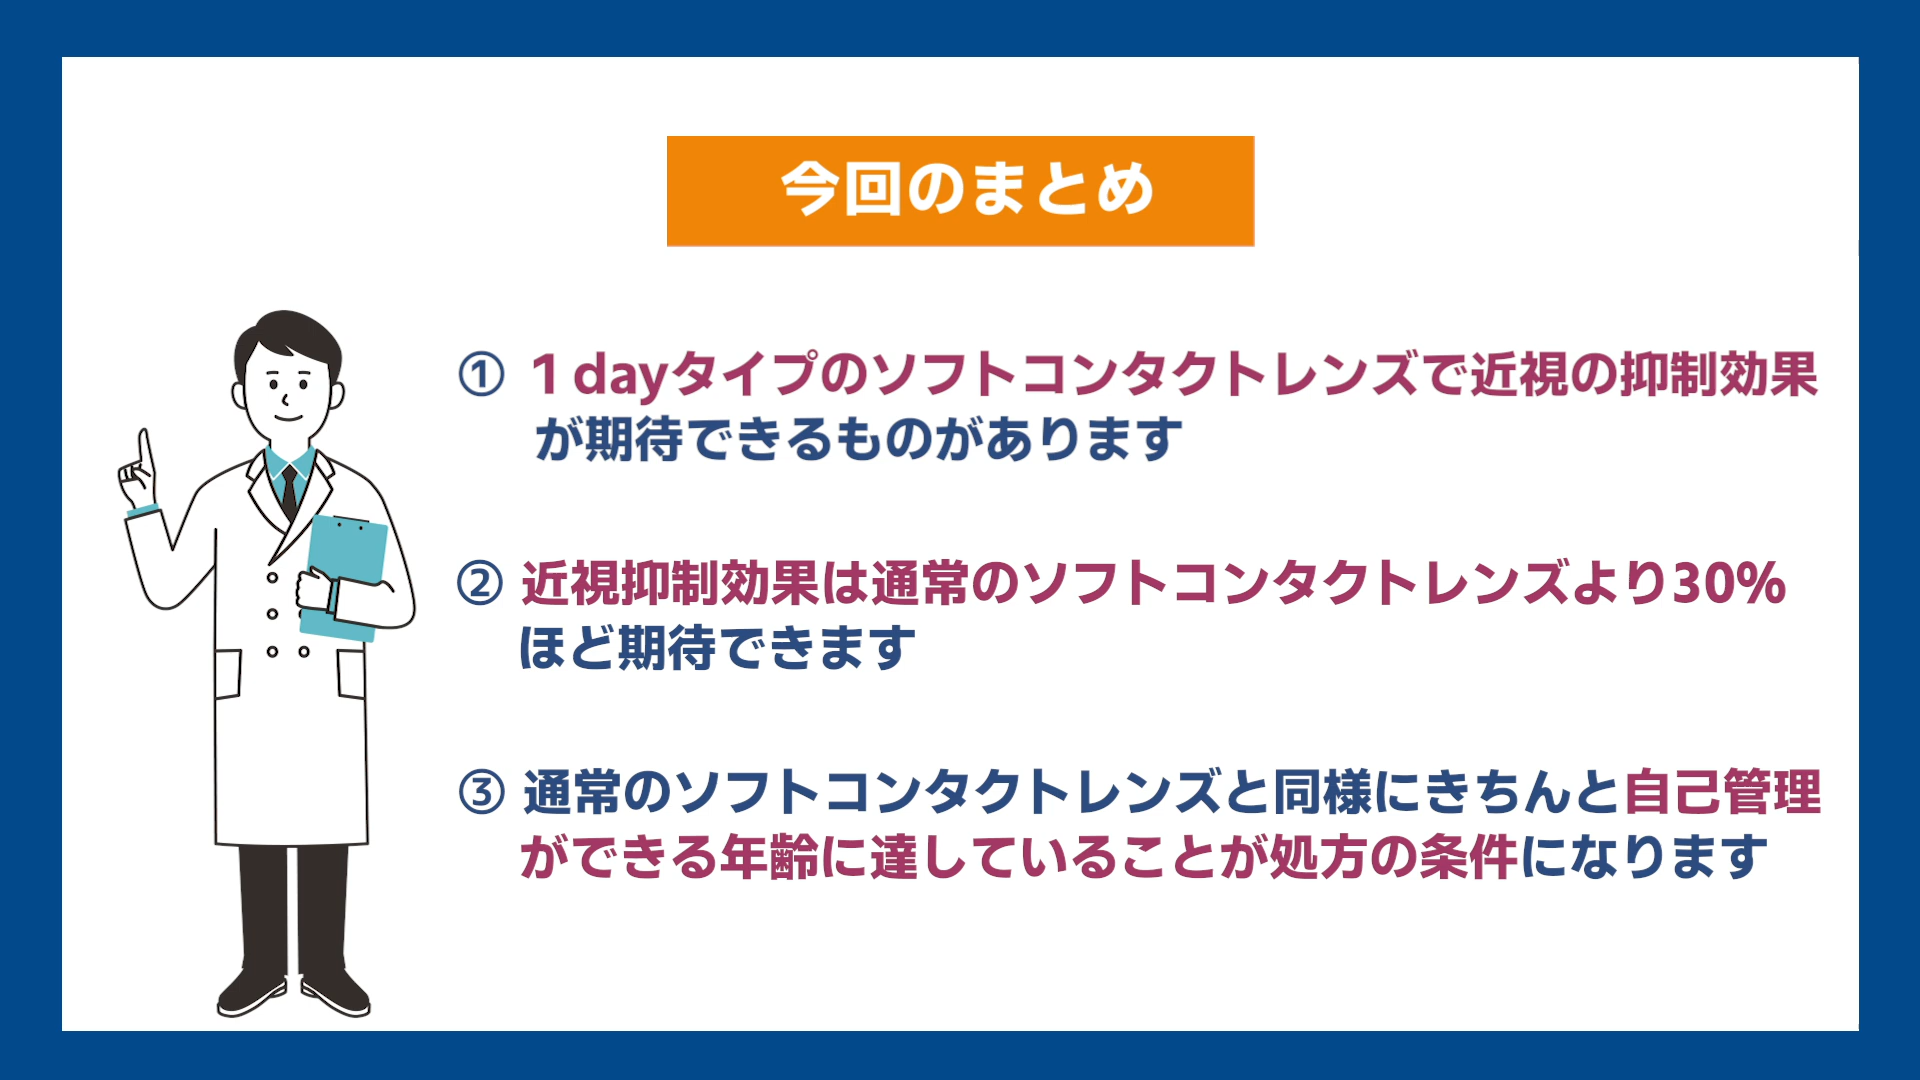 今回のまとめ
① 1 dayタイプのソフトコンタクトレンズで近視の抑制効果
が期待できるものがあります
② 近視抑制効果は通常のソフトコンタクトレンズより30%
ほど期待できます
③ 通常のソフトコンタクトレンズと同様にきちんと自己管理
ができる年齢に達していることが処方の条件になります